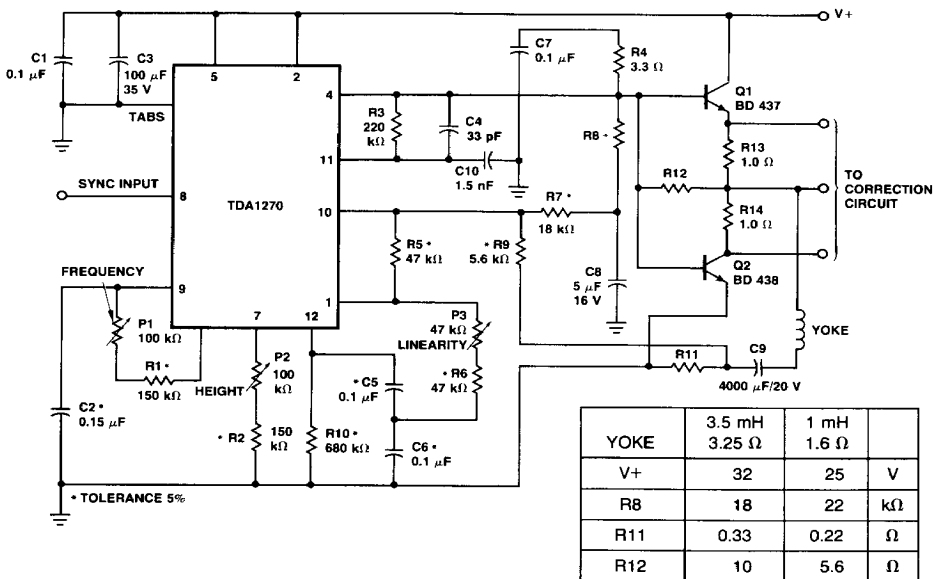 V+
C1
0.1 µF
C3
100 µF
35 V
5
2
C7
0.1 µF
R4
3.3 Ω
4
Q1
BD 437
TABS
R3
220
kΩ
C4
33 pF
R8 *
R13
1.0 Ω
11
C10
1.5 nF
R12
TO
CORRECTION
CIRCUIT
SYNC INPUT
8
TDA1270
10
R7 *
18 kΩ
R14
1.0 Ω
R5 *
47 kΩ
* R9
5.6 kΩ
Q2
BD 438
FREQUENCY
9
C8
5 µF
16 V
1
P1
100 kΩ
7
12
P3
47 kΩ
LINEARITY
YOKE
R1 *
150 kΩ
P2
100
kΩ
HEIGHT
* C5
0.1 µF
* R6
47 kΩ
R11
C9
4000 µF/20 V
C2 *
0.15 µF
* R2
150
kΩ
R10 *
680 kΩ
C6 *
0.1 µF
* TOLERANCE 5%
YOKE 3.5 mH 3.25 Ω 1 mH 1.6 Ω
V+ 32 25 V
R8 18 22 kΩ
R11 0.33 0.22 Ω
R12 10 5.6 Ω